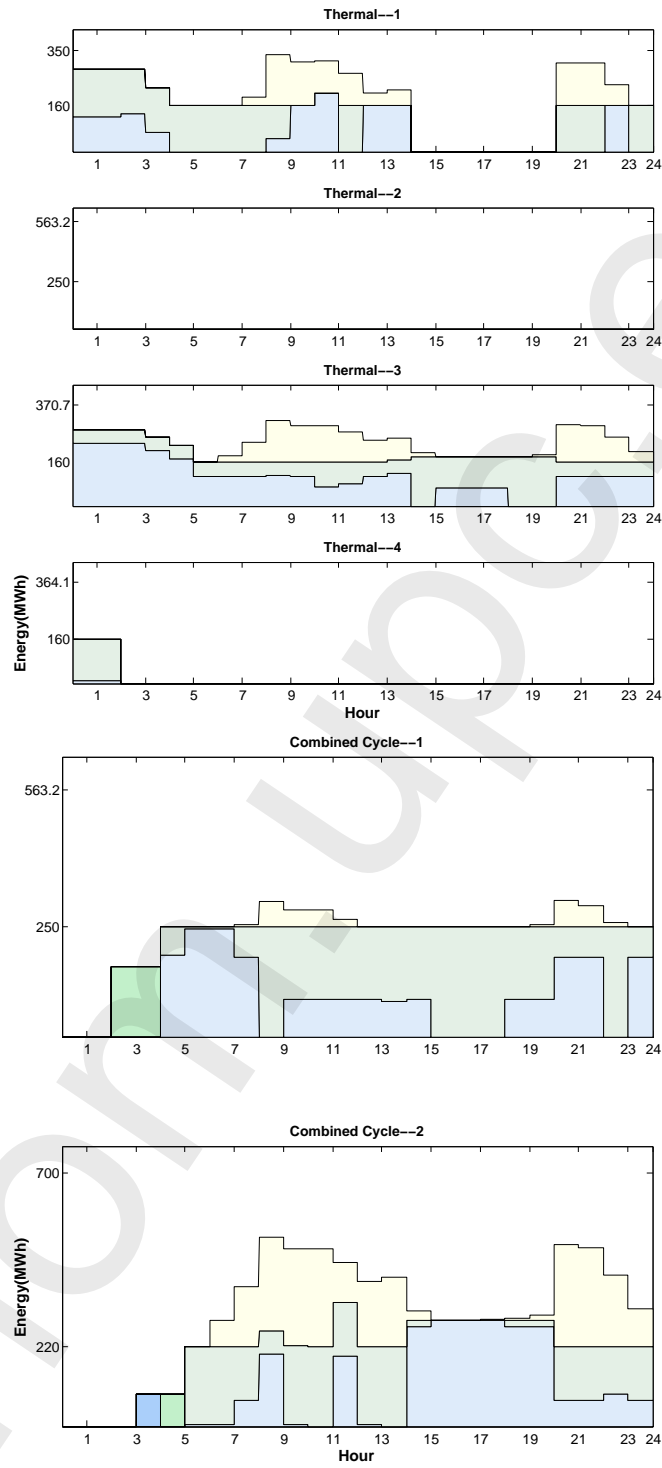 Thermal−−1
350
160
1 3 5 7 9 11 13 15 17 19 21 23 24
Thermal−−2
563.2
250
1 3 5 7 9 11 13 15 17 19 21 23 24
Thermal−−3
370.7
160
1 3 5 7 9 11 13 15 17 19 21 23 24
Thermal−−4
364.1
160
Energy(MWh)
1 3 5 7 9 11 13 15 17 19 21 23 24
Hour
Combined Cycle−−1
563.2
250
1 3 5 7 9 11 13 15 17 19 21 23 24
Combined Cycle−−2
700
220
Energy(MWh)
1 3 5 7 9 11 13 15 17 19 21 23 24
Hour
om.upc.e